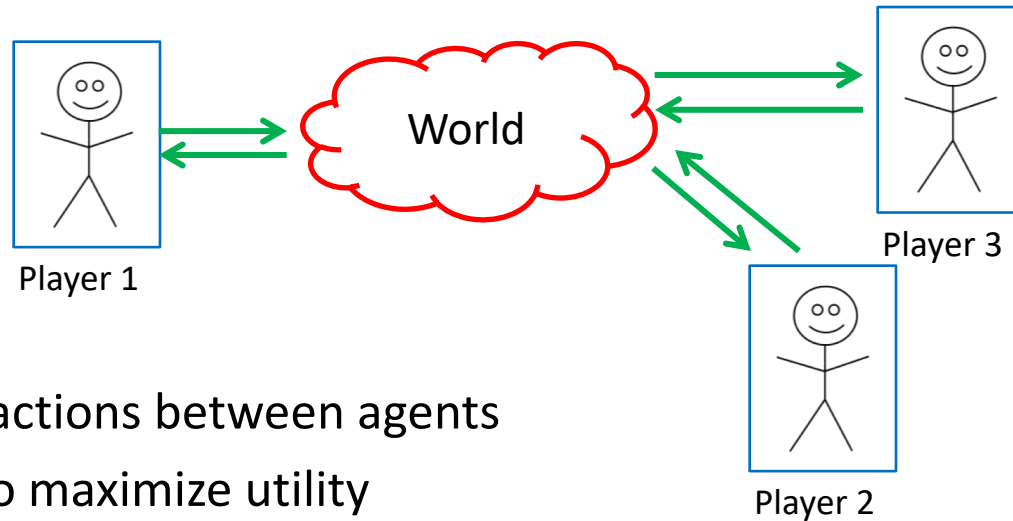 World
Player 1
Player 3
actions between agents
o maximize utility
Player 2